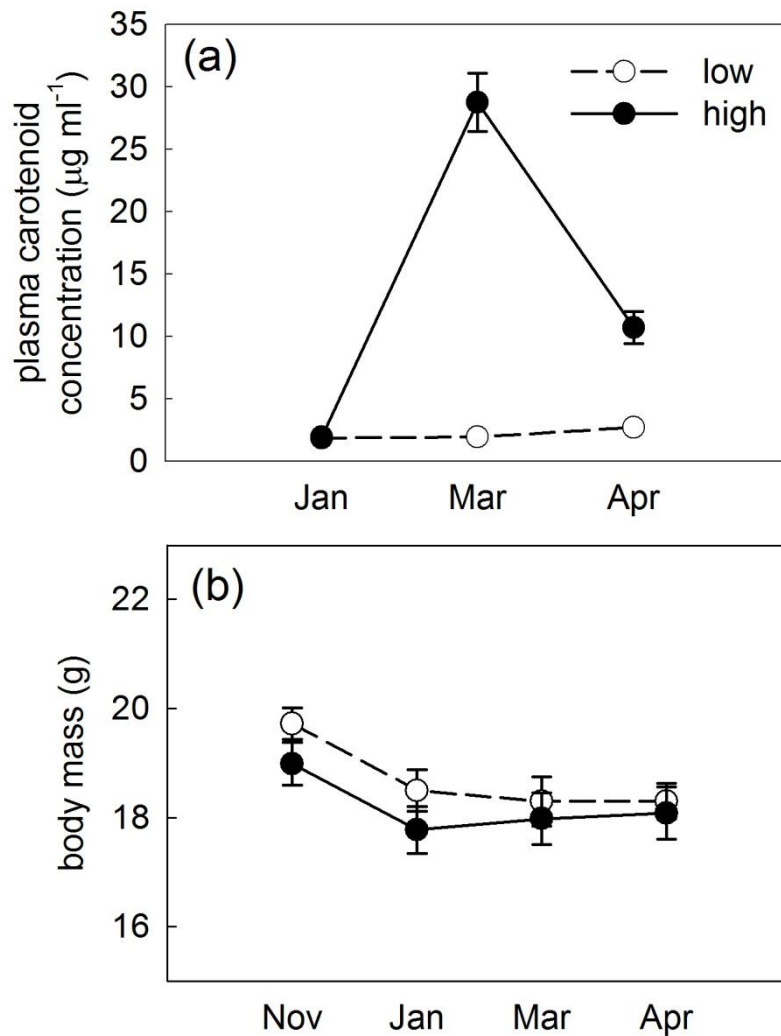 (a)
low
high
35
30
25
20
15
10
5
0
plasma carotenoid
concentration (μg ml⁻¹)
Jan Mar Apr
(b)
22
20
18
16
body mass (g)
Nov Jan Mar Apr